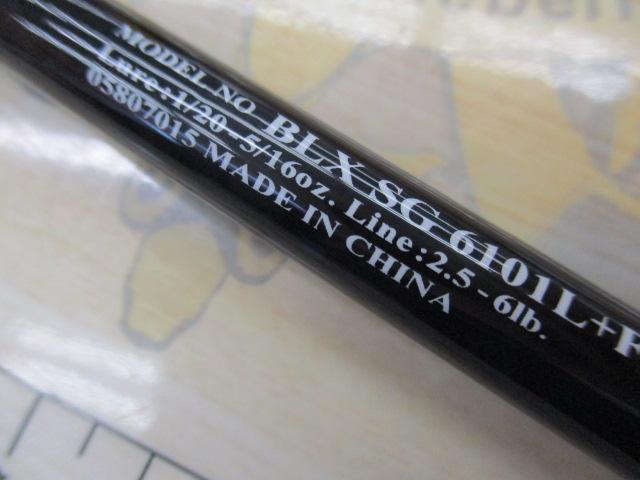 MODEL NO BLX SG 6101L+F
Lure:1/20-5/16oz. Line:2.5-6lb.
05807015 MADE IN CHINA